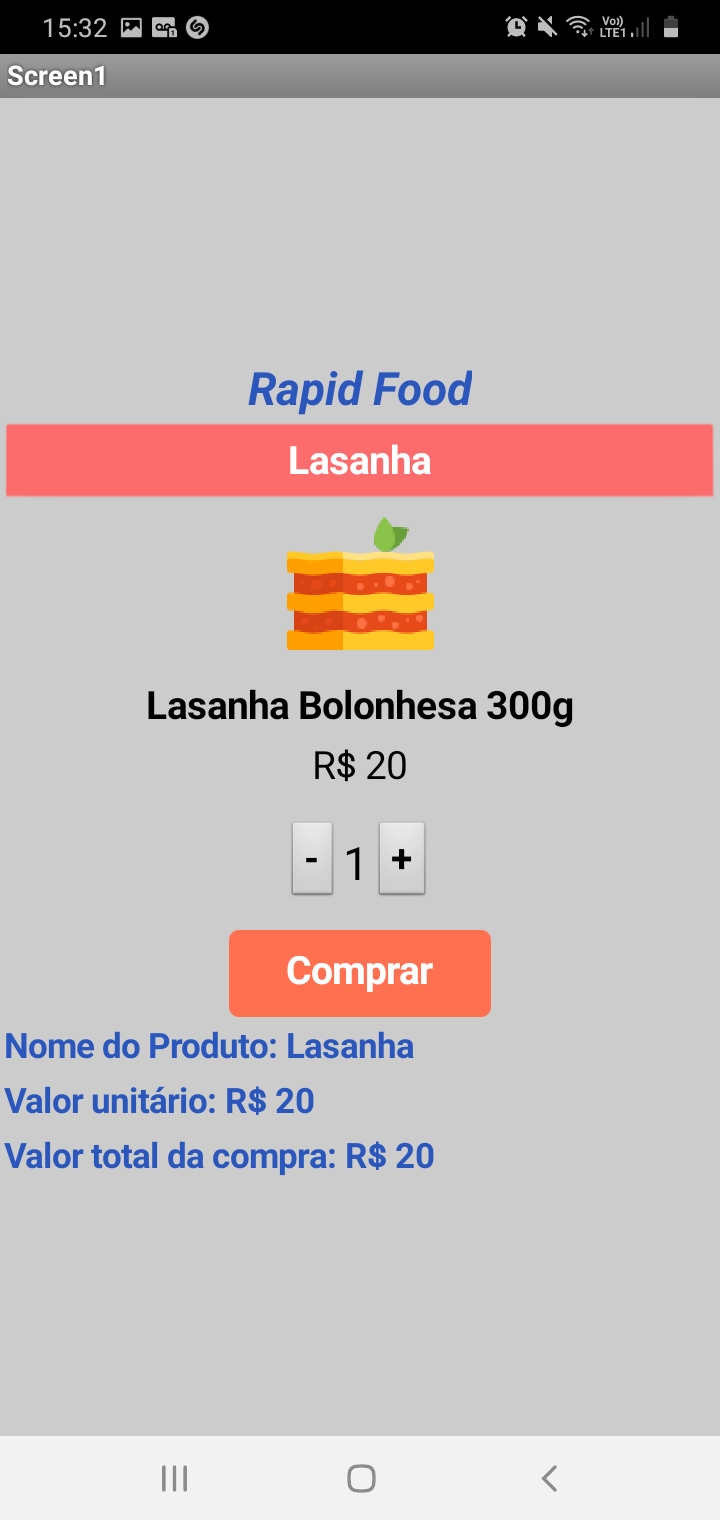 15:32
Vo))
LTE1
Screen1
Rapid Food
Lasanha
Lasanha Bolonhesa 300g
R$ 20
- 1 +
Comprar
Nome do Produto: Lasanha
Valor unitário: R$ 20
Valor total da compra: R$ 20